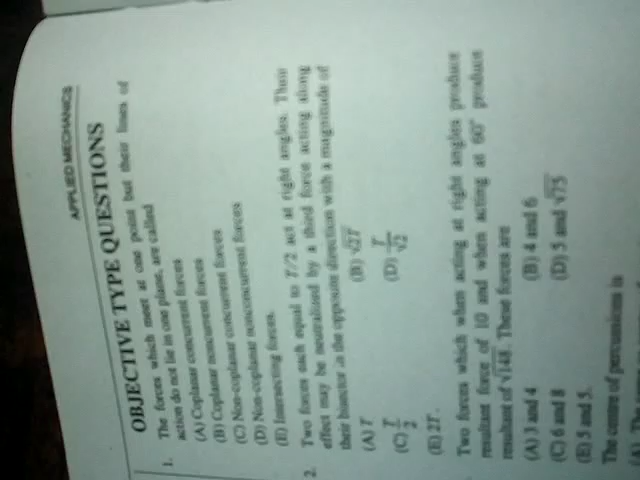 APPLIED MECHANICS
OBJECTIVE TYPE QUESTIONS
1. The forces which meet at one point but their lines of
action do not lie in one plane, are called
(A) Coplanar concurrent forces
(B) Coplanar noncurrent forces
(C) Non-coplanar concurrent forces
(D) Non-coplanar nonconcurrent forces
(E) Intersecting forces.
2. Two forces each equal to T/2 act at right angles. Their
effect may be neutralised by a third force acting along
their bisector in the opposite direction with a magnitude of
(A) T (B) √2T
(C) T/2 (D) T/√2
(E) 2T.
Two forces which when acting at right angles produce
resultant force of 10 and when acting at 60° produce
resultant of √148. These forces are
(A) 3 and 4 (B) 4 and 6
(C) 6 and 8 (D) 5 and √75
(E) 5 and 5.
The centre of percussions is
(A)